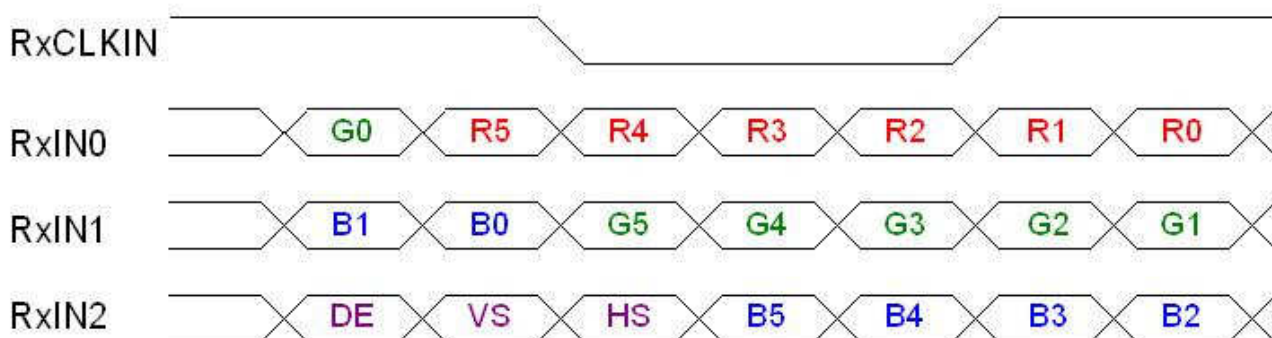 RxCLKIN
RxIN0 G0 R5 R4 R3 R2 R1 R0
RxIN1 B1 B0 G5 G4 G3 G2 G1
RxIN2 DE VS HS B5 B4 B3 B2